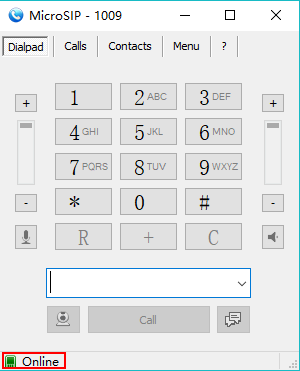 MicroSIP - 1009
Dialpad Calls Contacts Menu ?
+ 1 2 ABC 3 DEF +
4 GHI 5 JKL 6 MNO
7 PQRS 8 TUV 9 WXYZ
- * 0 # -
R + C
Call
Online